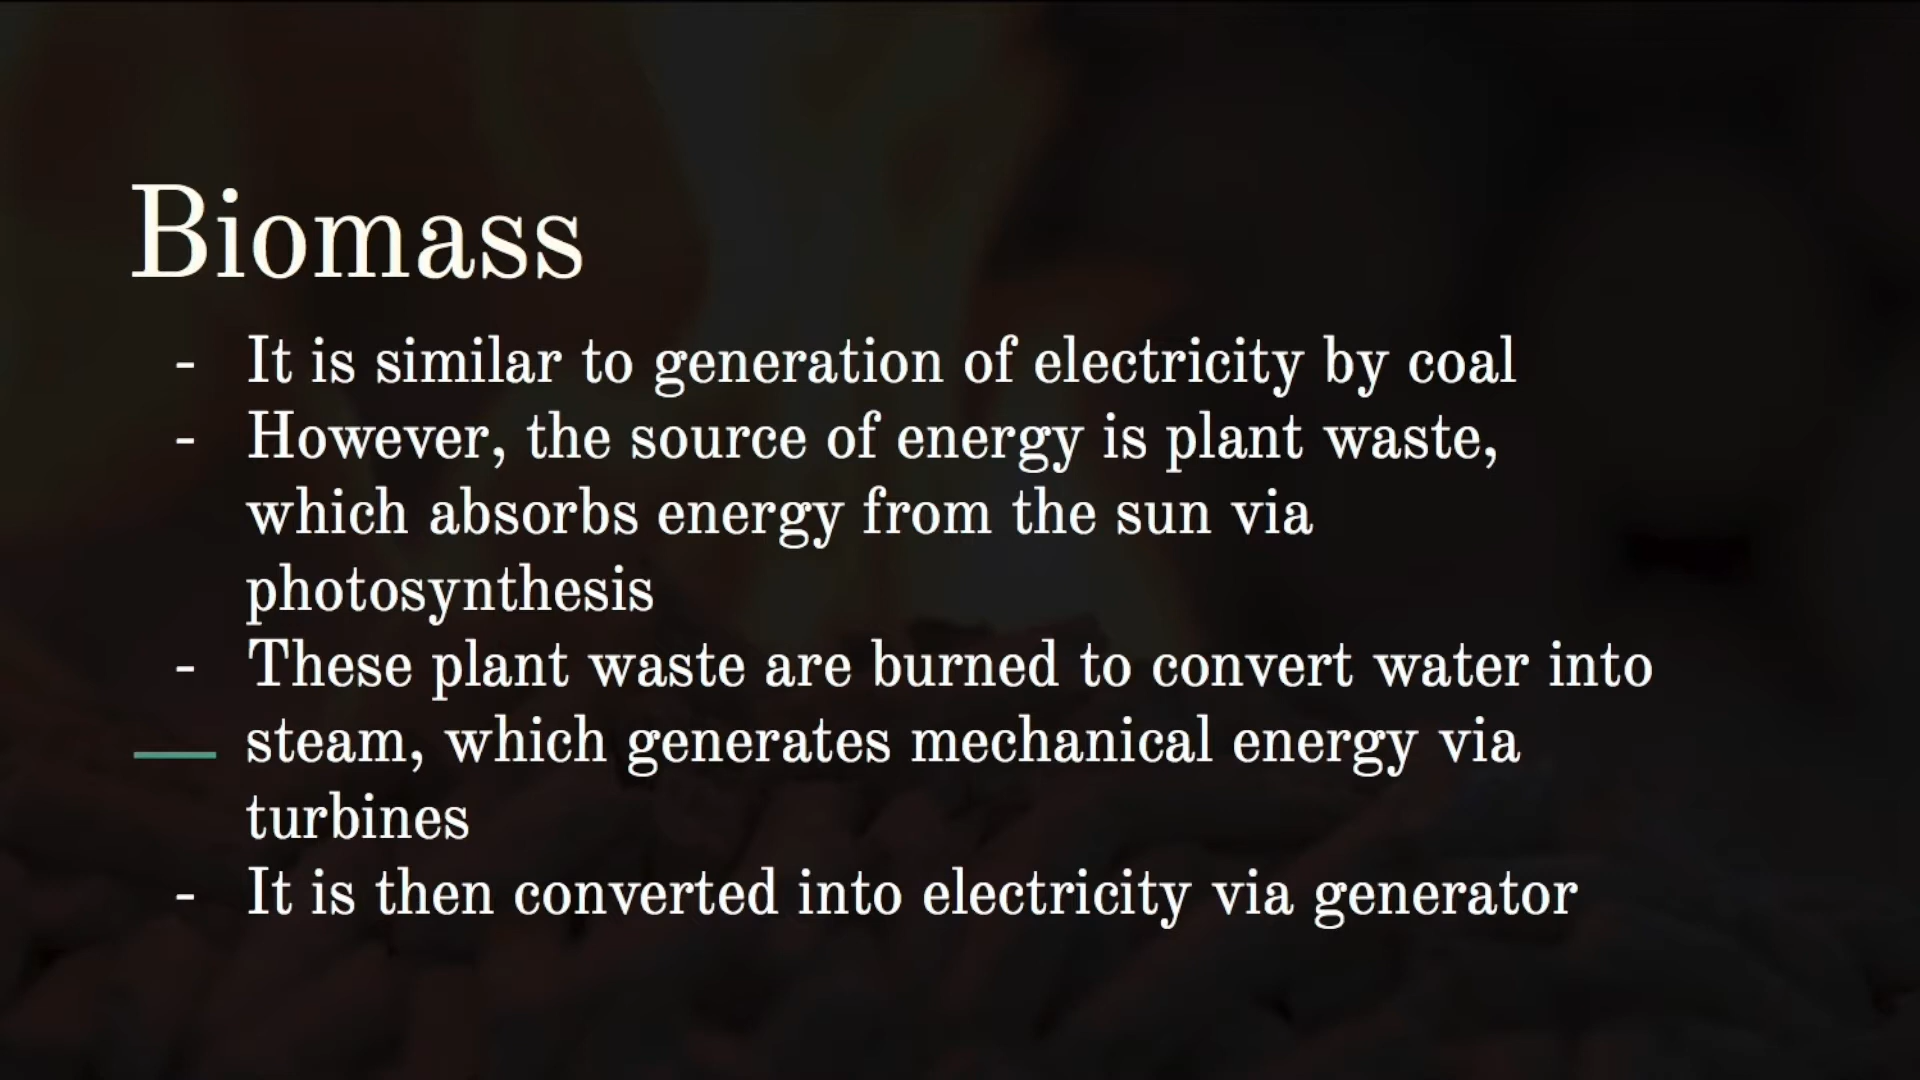 Biomass
- It is similar to generation of electricity by coal
- However, the source of energy is plant waste,
which absorbs energy from the sun via
photosynthesis
- These plant waste are burned to convert water into
steam, which generates mechanical energy via
turbines
- It is then converted into electricity via generator